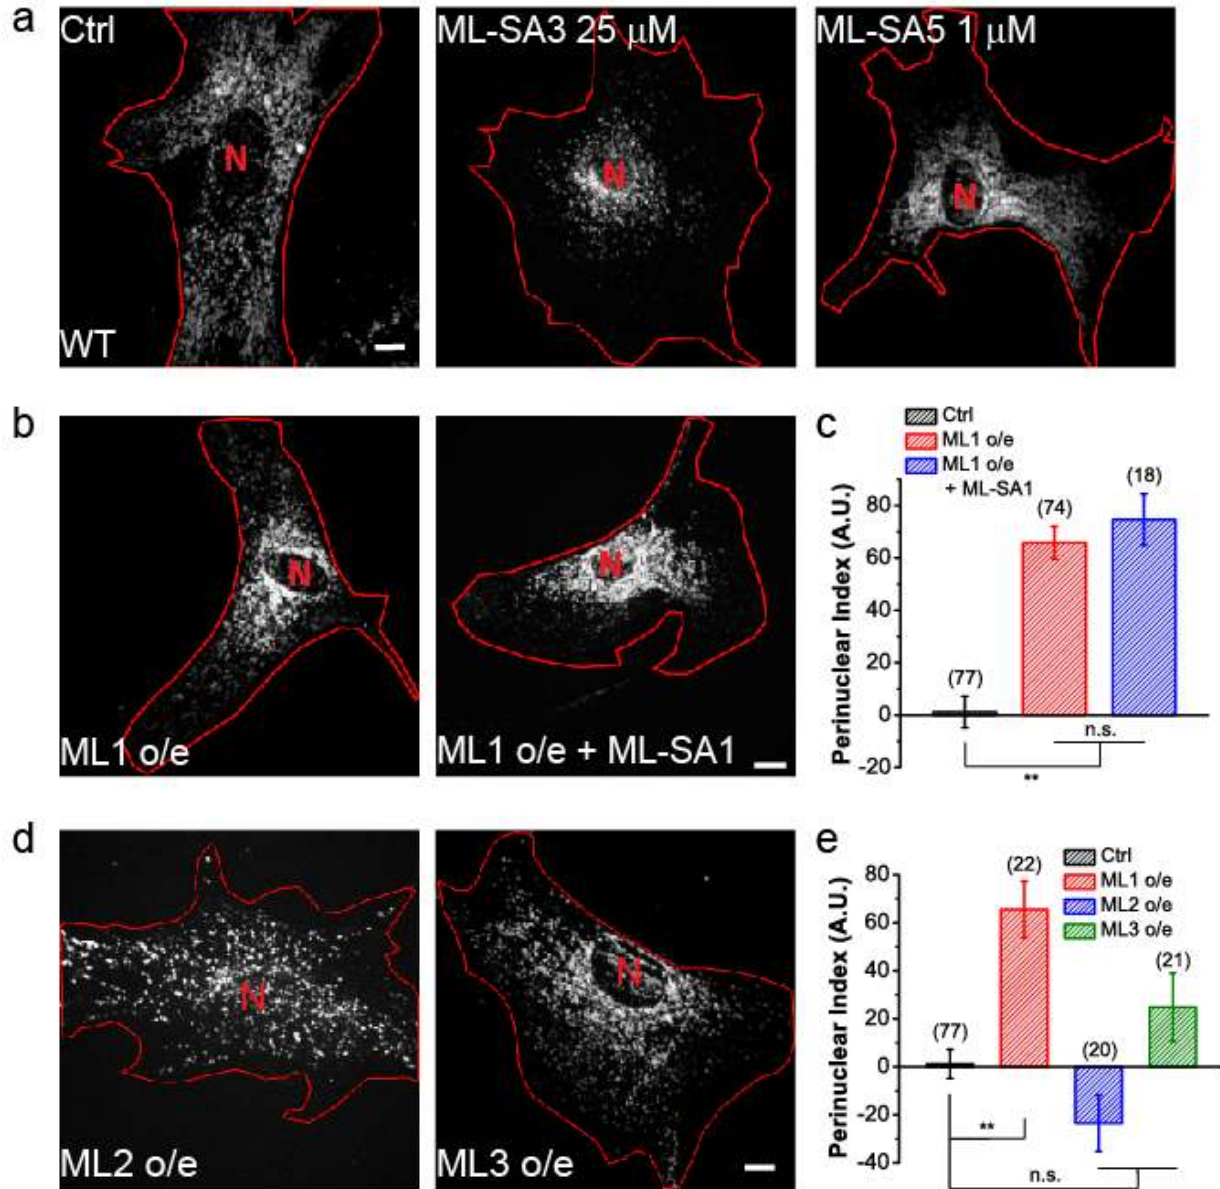 a
Ctrl
N
WT
ML-SA3 25 μM
N
ML-SA5 1 μM
N
b
N
ML1 o/e
N
ML1 o/e + ML-SA1
c
Ctrl
ML1 o/e
ML1 o/e
+ ML-SA1
Perinuclear Index (A.U.)
80
60
40
20
0
-20
(77)
(74)
(18)
n.s.
**
d
N
ML2 o/e
N
ML3 o/e
e
Ctrl
ML1 o/e
ML2 o/e
ML3 o/e
Perinuclear Index (A.U.)
80
60
40
20
0
-20
-40
(77)
(22)
(20)
(21)
**
n.s.